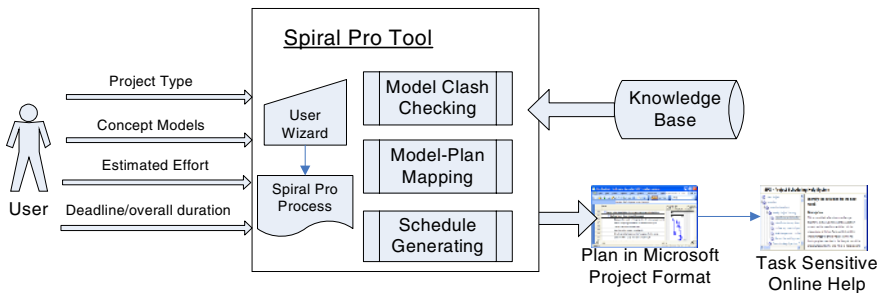 Spiral Pro Tool
Project Type
Concept Models
Estimated Effort
Deadline/overall duration
User
User
Wizard
Spiral Pro
Process
Model Clash
Checking
Model-Plan
Mapping
Schedule
Generating
Knowledge
Base
Plan in Microsoft
Project Format
Task Sensitive
Online Help